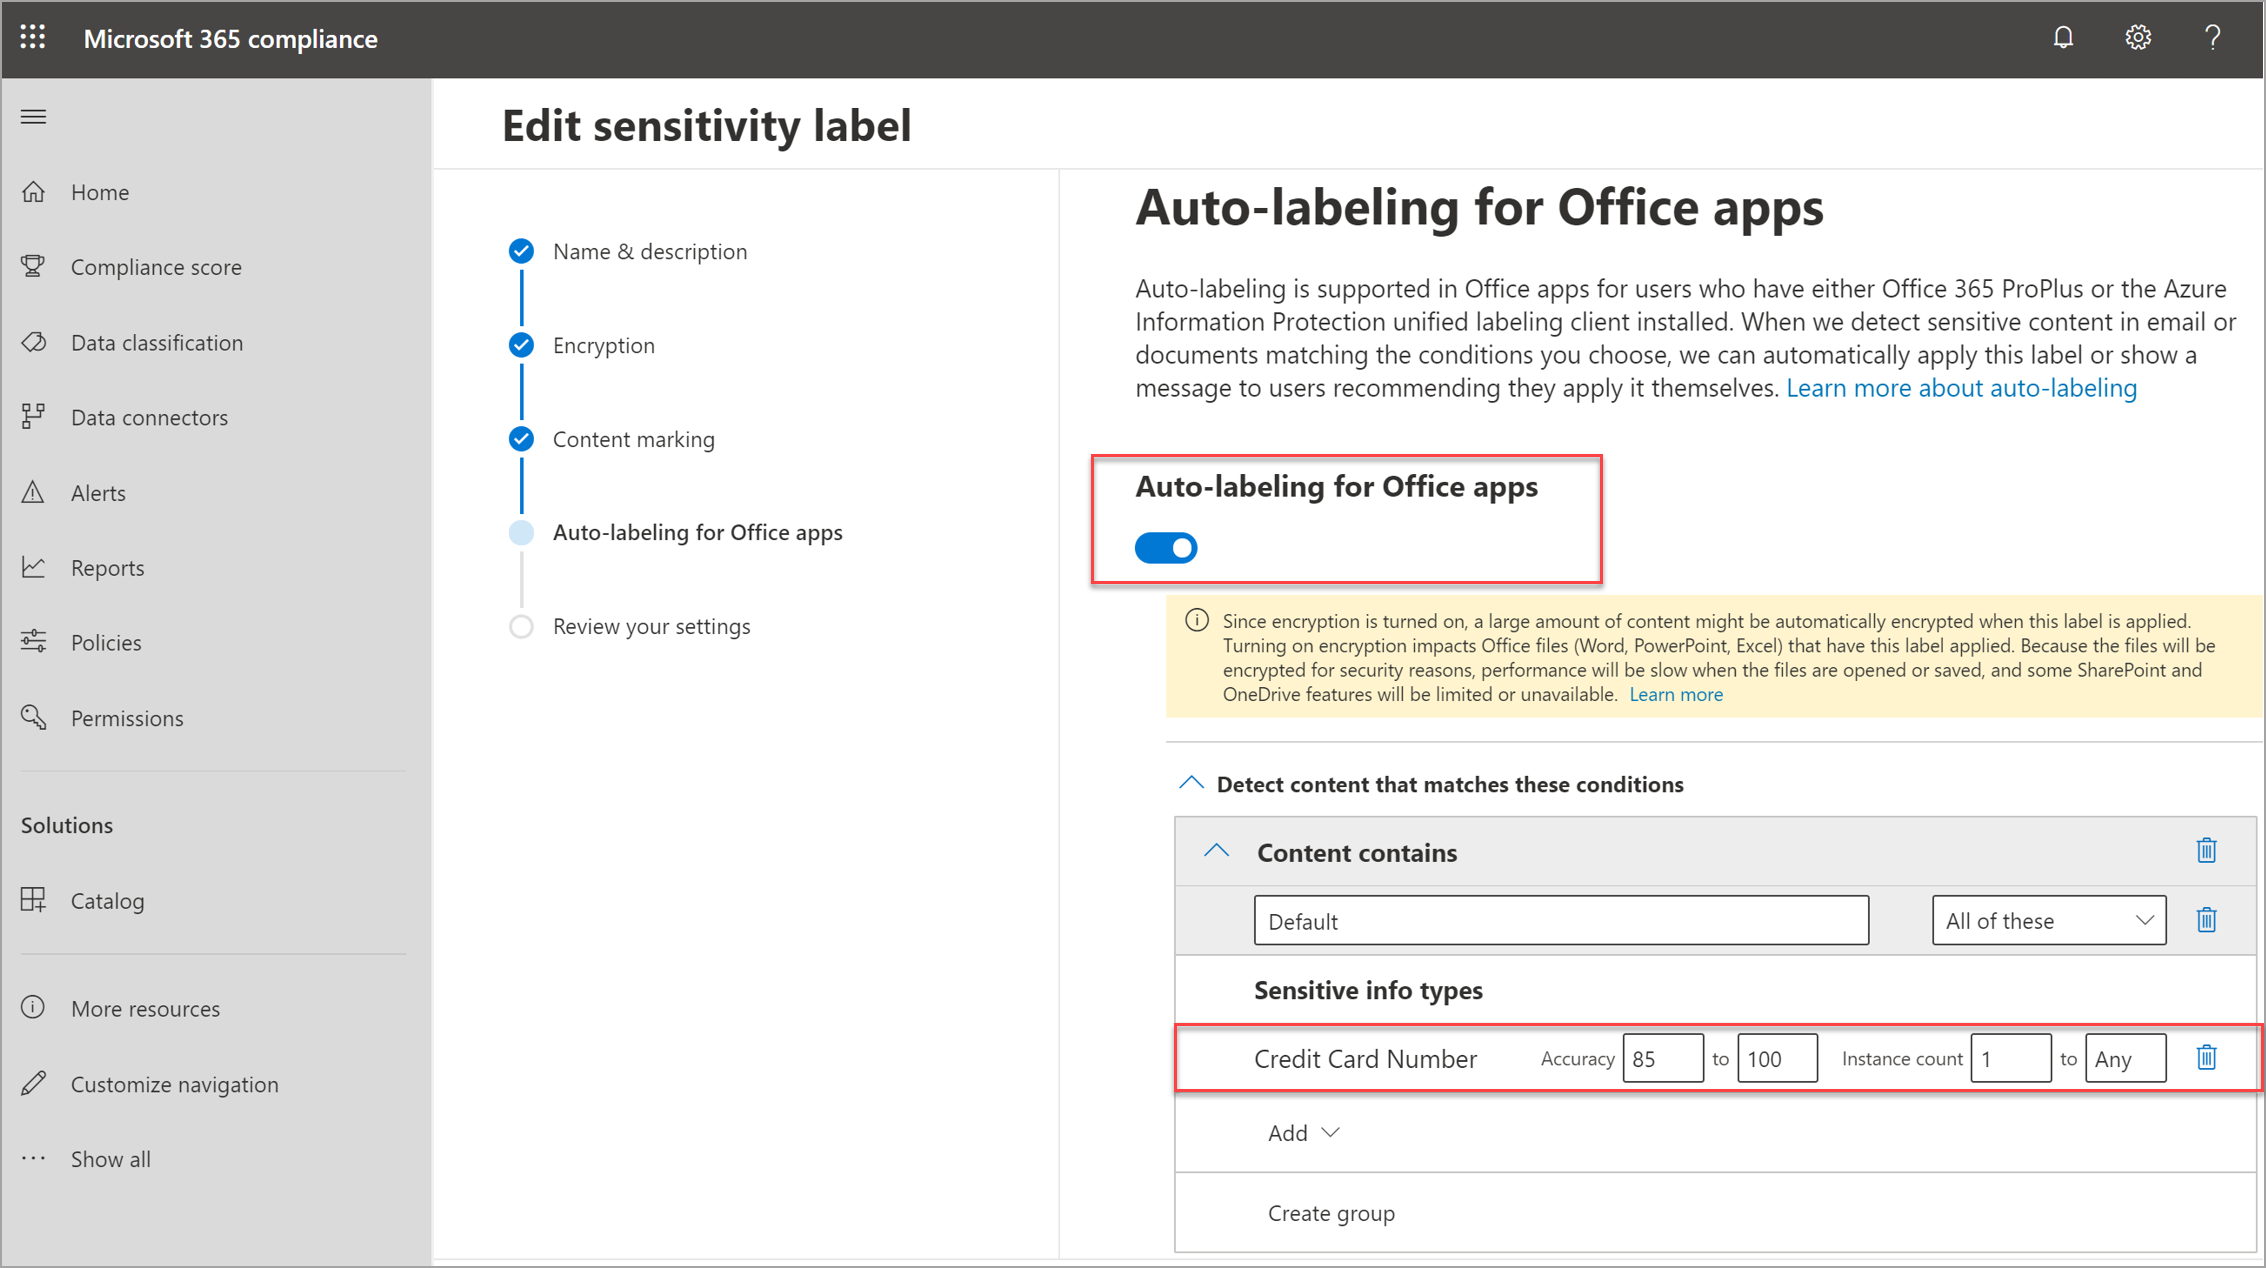 Microsoft 365 compliance
?
Edit sensitivity label
Home
Compliance score
Data classification
Data connectors
Alerts
Reports
Policies
Permissions
Solutions
Catalog
More resources
Customize navigation
Show all
Name & description
Encryption
Content marking
Auto-labeling for Office apps
Review your settings
Auto-labeling for Office apps
Auto-labeling is supported in Office apps for users who have either Office 365 ProPlus or the Azure
Information Protection unified labeling client installed. When we detect sensitive content in email or
documents matching the conditions you choose, we can automatically apply this label or show a
message to users recommending they apply it themselves. Learn more about auto-labeling
Auto-labeling for Office apps
Since encryption is turned on, a large amount of content might be automatically encrypted when this label is applied.
Turning on encryption impacts Office files (Word, PowerPoint, Excel) that have this label applied. Because the files will be
encrypted for security reasons, performance will be slow when the files are opened or saved, and some SharePoint and
OneDrive features will be limited or unavailable. Learn more
Detect content that matches these conditions
Content contains
Default All of these
Sensitive info types
Credit Card Number Accuracy 85 to 100 Instance count 1 to Any
Add
Create group